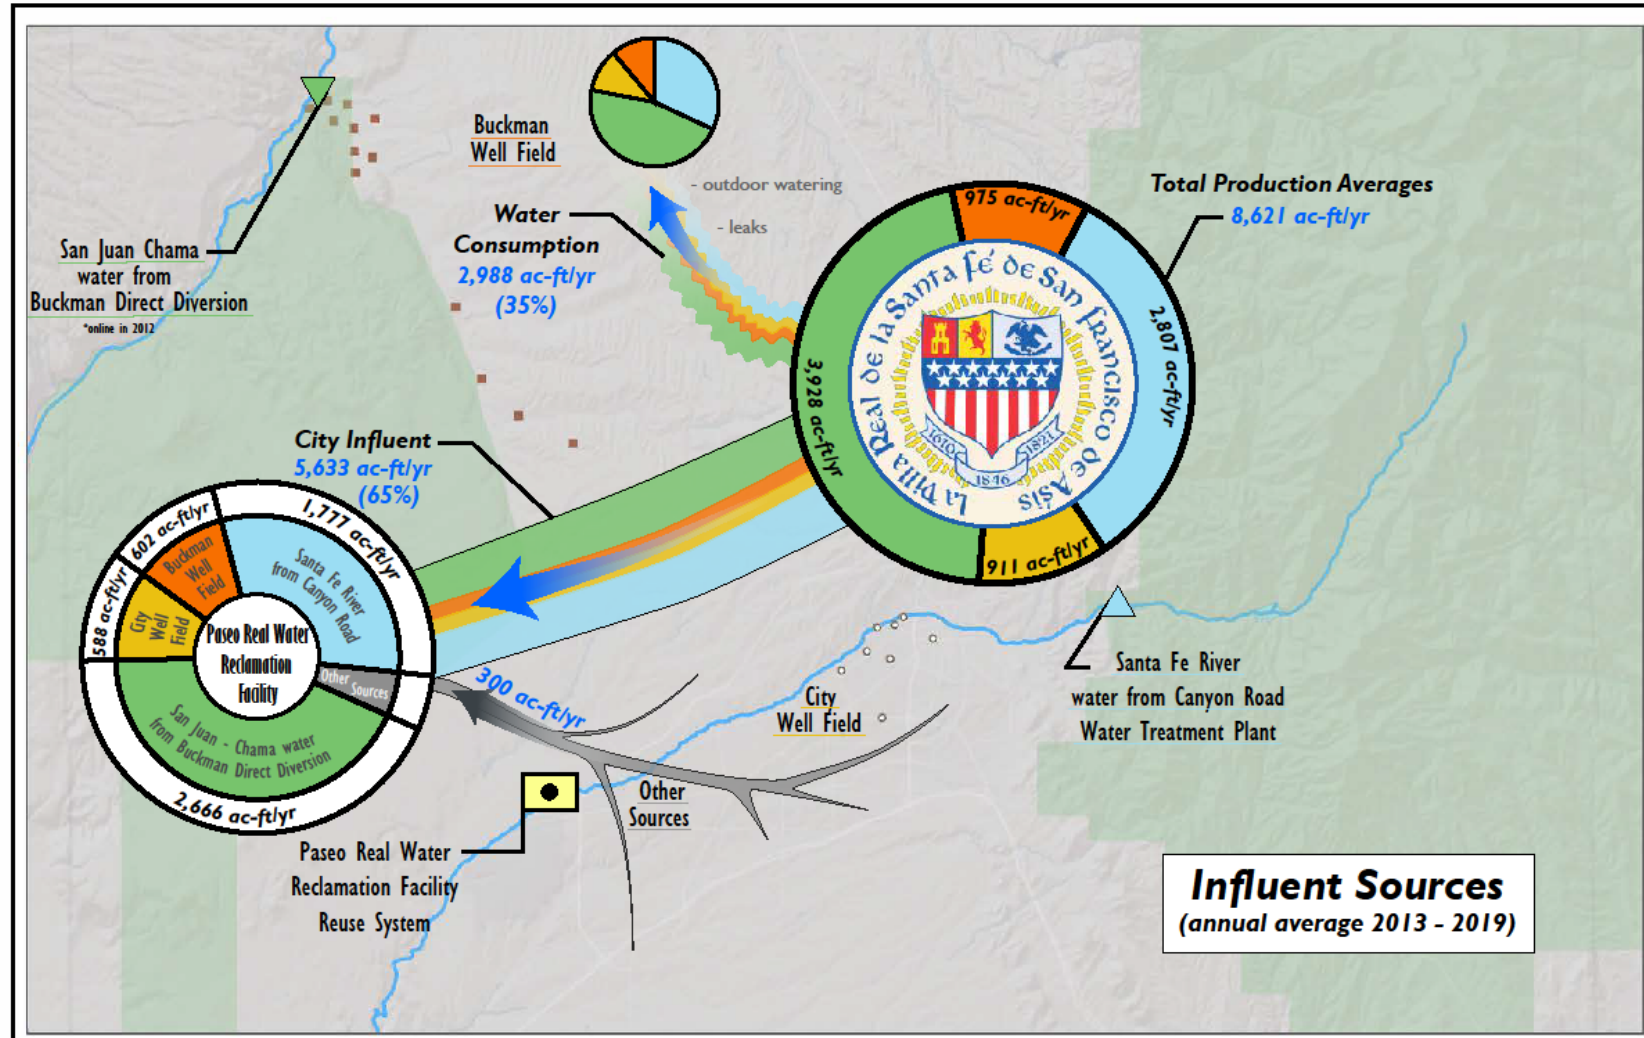 Buckman
Well Field
- outdoor watering
- leaks
Water
Consumption
2,988 ac-ft/yr
(35%)
San Juan Chama
water from
Buckman Direct Diversion
*online in 2012
Total Production Averages
8,621 ac-ft/yr
975 ac-ft/yr
2,807 ac-ft/yr
911 ac-ft/yr
3,928 ac-ft/yr
La Villa Real de la Santa fé de San francisco de Asís
1610
1846
1821
City Influent
5,633 ac-ft/yr
(65%)
602 ac-ft/yr
1,777 ac-ft/yr
588 ac-ft/yr
2,666 ac-ft/yr
Buckman
Well
Field
Santa Fe River
from Canyon Road
City
Well
Field
Other
Sources
San Juan - Chama water
from Buckman Direct Diversion
Paseo Real Water
Reclamation
Facility
300 ac-ft/yr
City
Well Field
Santa Fe River
water from Canyon Road
Water Treatment Plant
Other
Sources
Paseo Real Water
Reclamation Facility
Reuse System
Influent Sources
(annual average 2013 - 2019)